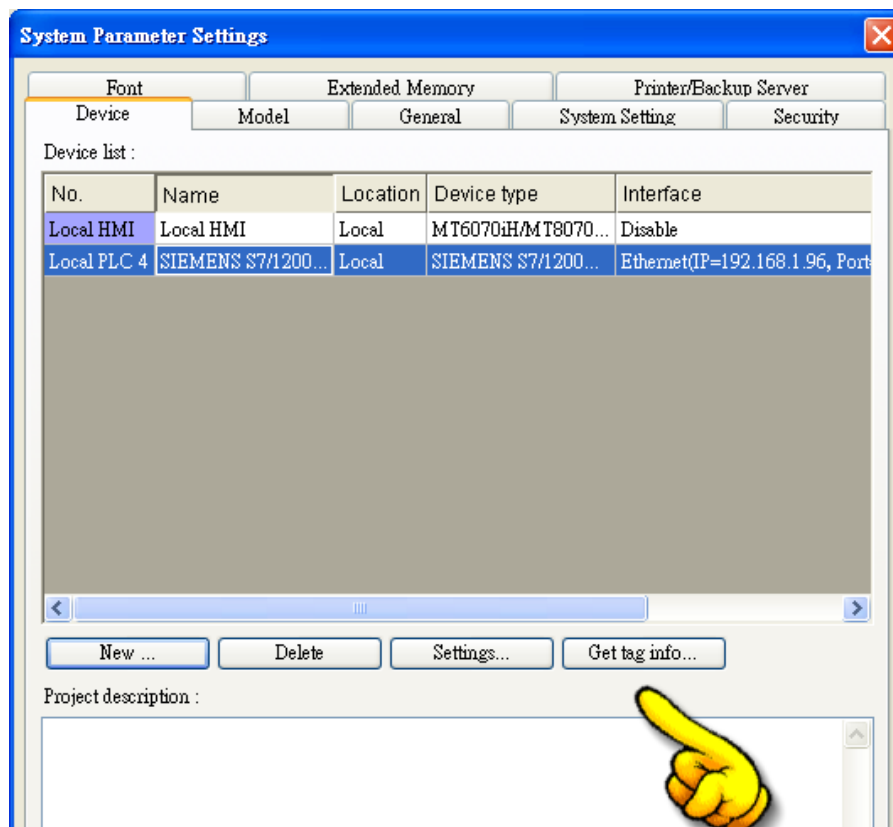 System Parameter Settings
Font Extended Memory Printer/Backup Server
Device Model General System Setting Security
Device list :
No. Name Location Device type Interface
Local HMI Local HMI Local MT6070iH/MT8070... Disable
Local PLC 4 SIEMENS S7/1200... Local SIEMENS S7/1200... Ethernet(IP=192.168.1.96, Port=
New ... Delete Settings... Get tag info...
Project description :